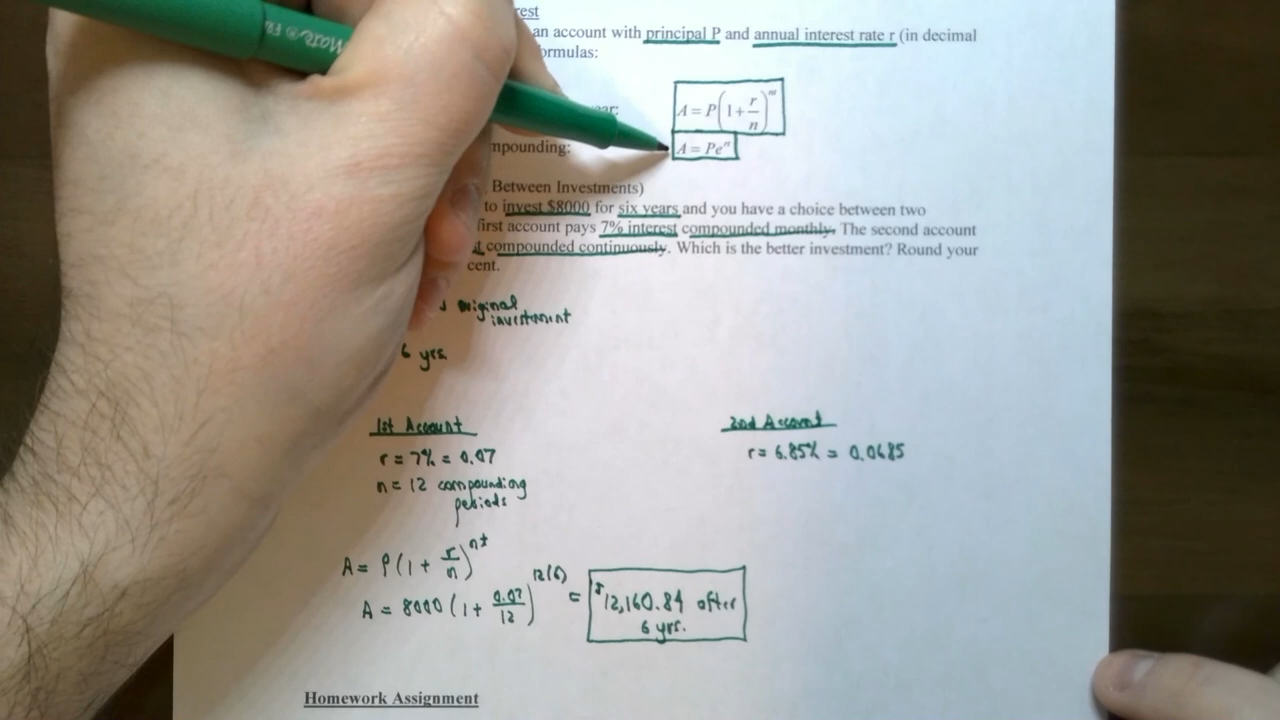 rest
an account with principal P and annual interest rate r (in decimal
ormulas:
ear:
A = P(1 + r/n)^nt
mpounding:
A = Pe^rt
Between Investments)
to invest $8000 for six years and you have a choice between two
first account pays 7% interest compounded monthly. The second account
t compounded continuously. Which is the better investment? Round your
cent.
original
investment
6 yrs.
1st Account
2nd Account
r = 7% = 0.07
r = 6.85% = 0.0685
n = 12 compounding
periods
A = P(1 + r/n)^nt
A = 8000(1 + 0.07/12)^12(6) = $12,160.84 after
6 yrs.
Homework Assignment